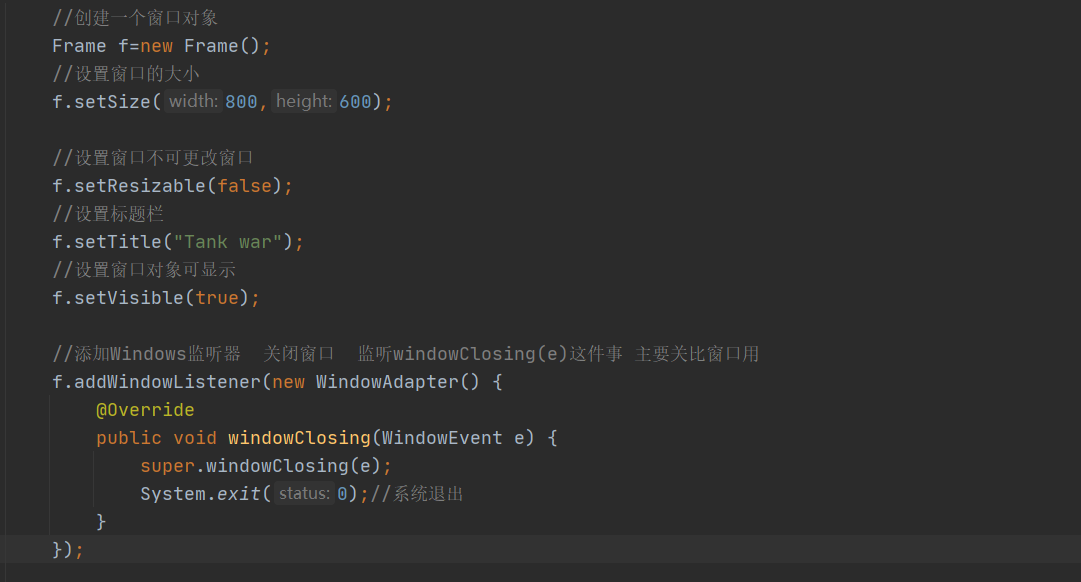 //创建一个窗口对象
Frame f=new Frame();
//设置窗口的大小
f.setSize( width: 800, height: 600);
//设置窗口不可更改窗口
f.setResizable(false);
//设置标题栏
f.setTitle("Tank war");
//设置窗口对象可显示
f.setVisible(true);
//添加Windows监听器  关闭窗口  监听windowClosing(e)这件事 主要关比窗口用
f.addWindowListener(new WindowAdapter() {
@Override
public void windowClosing(WindowEvent e) {
super.windowClosing(e);
System.exit( status: 0);//系统退出
}
});